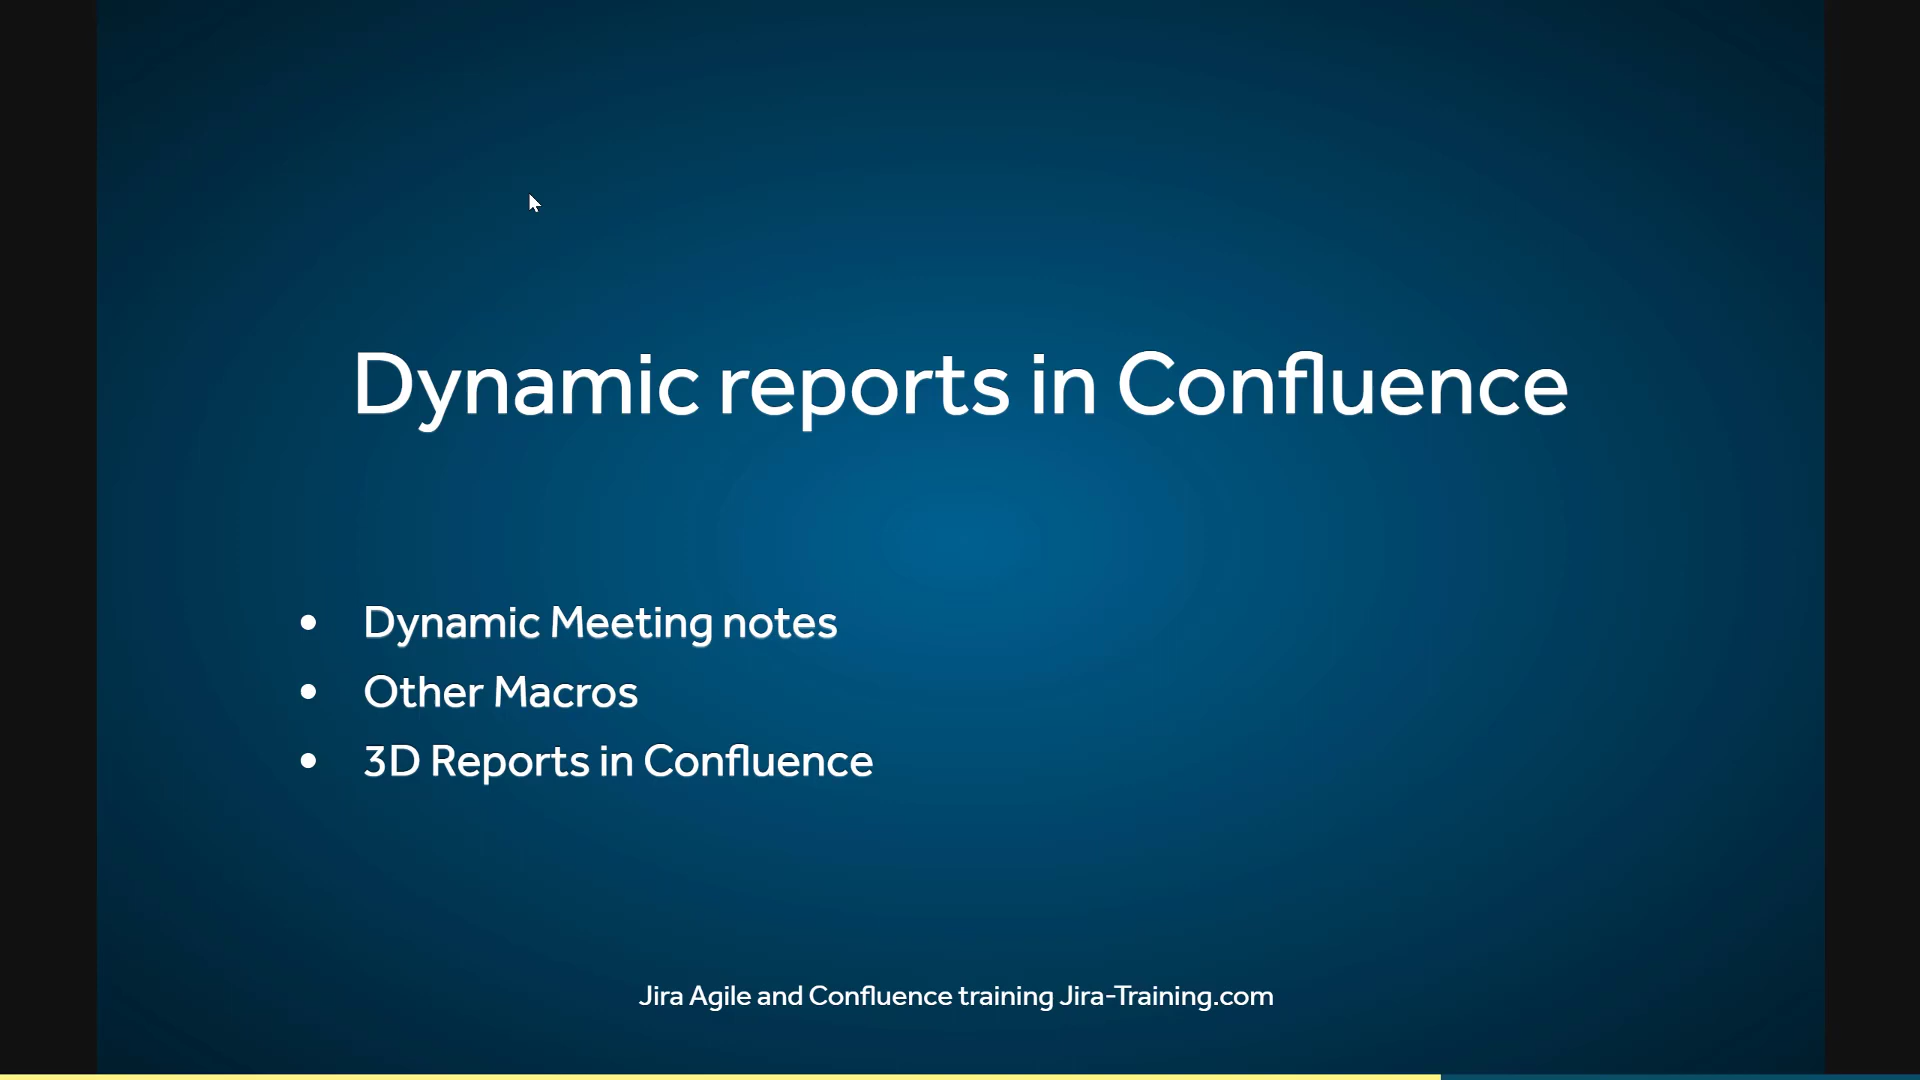 Dynamic reports in Confluence
• Dynamic Meeting notes
• Other Macros
• 3D Reports in Confluence
Jira Agile and Confluence training Jira-Training.com